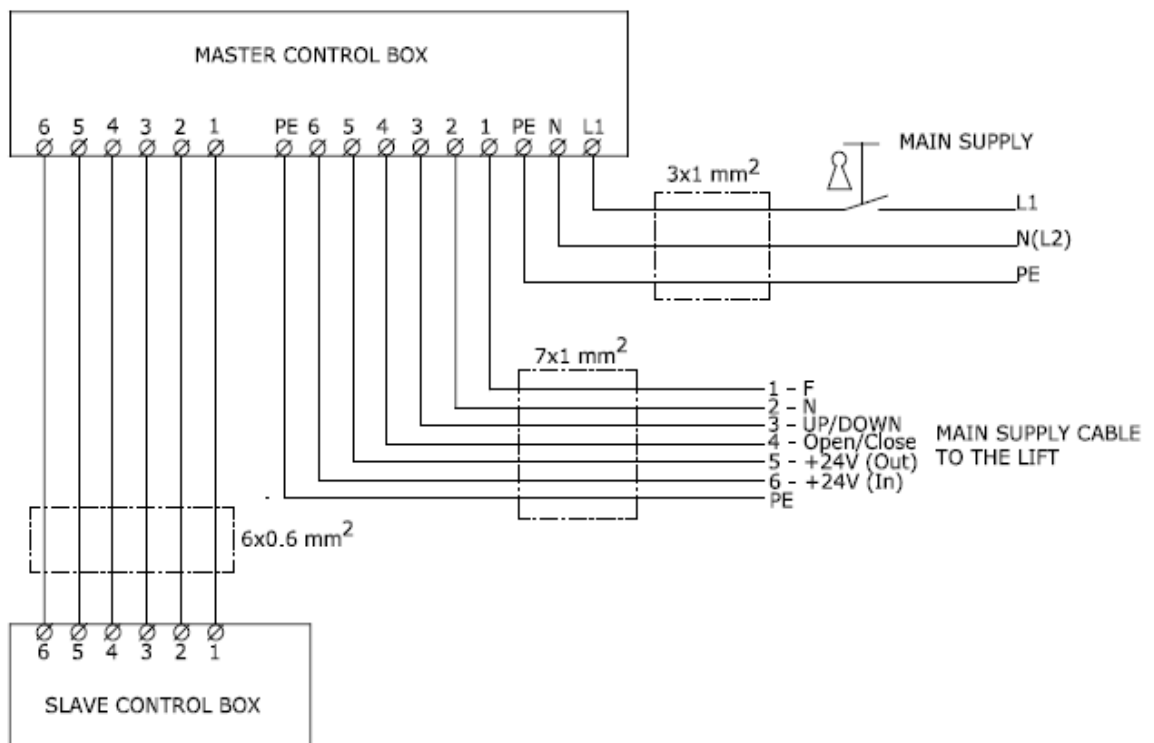 MASTER CONTROL BOX
6 5 4 3 2 1 PE 6 5 4 3 2 1 PE N L1
MAIN SUPPLY
3x1 mm²
L1
N(L2)
PE
7x1 mm²
1 - F
2 - N
3 - UP/DOWN
4 - Open/Close
5 - +24V (Out)
6 - +24V (In)
PE
MAIN SUPPLY CABLE
TO THE LIFT
6x0.6 mm²
6 5 4 3 2 1
SLAVE CONTROL BOX